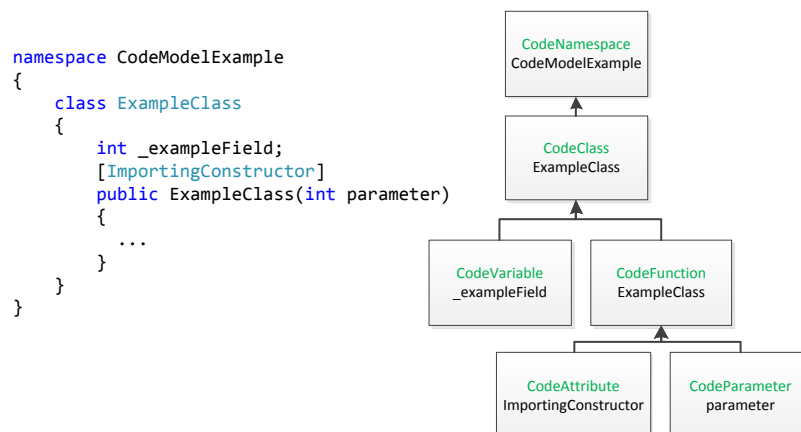 namespace CodeModelExample
{
    class ExampleClass
    {
        int _exampleField;
        [ImportingConstructor]
        public ExampleClass(int parameter)
        {
          ...
        }
    }
}
CodeNamespace
CodeModelExample
CodeClass
ExampleClass
CodeVariable
_exampleField
CodeFunction
ExampleClass
CodeAttribute
ImportingConstructor
CodeParameter
parameter